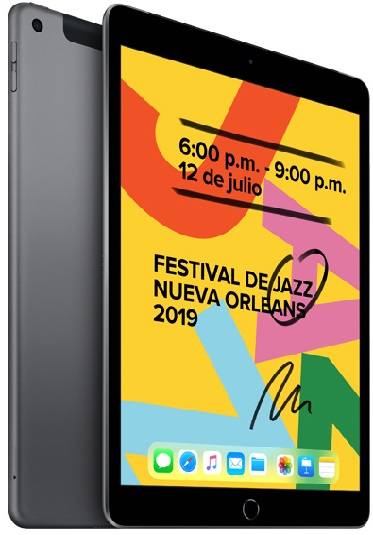 6:00 p.m. - 9:00 p.m.
12 de julio
FESTIVAL DE JAZZ
NUEVA ORLEANS
2019